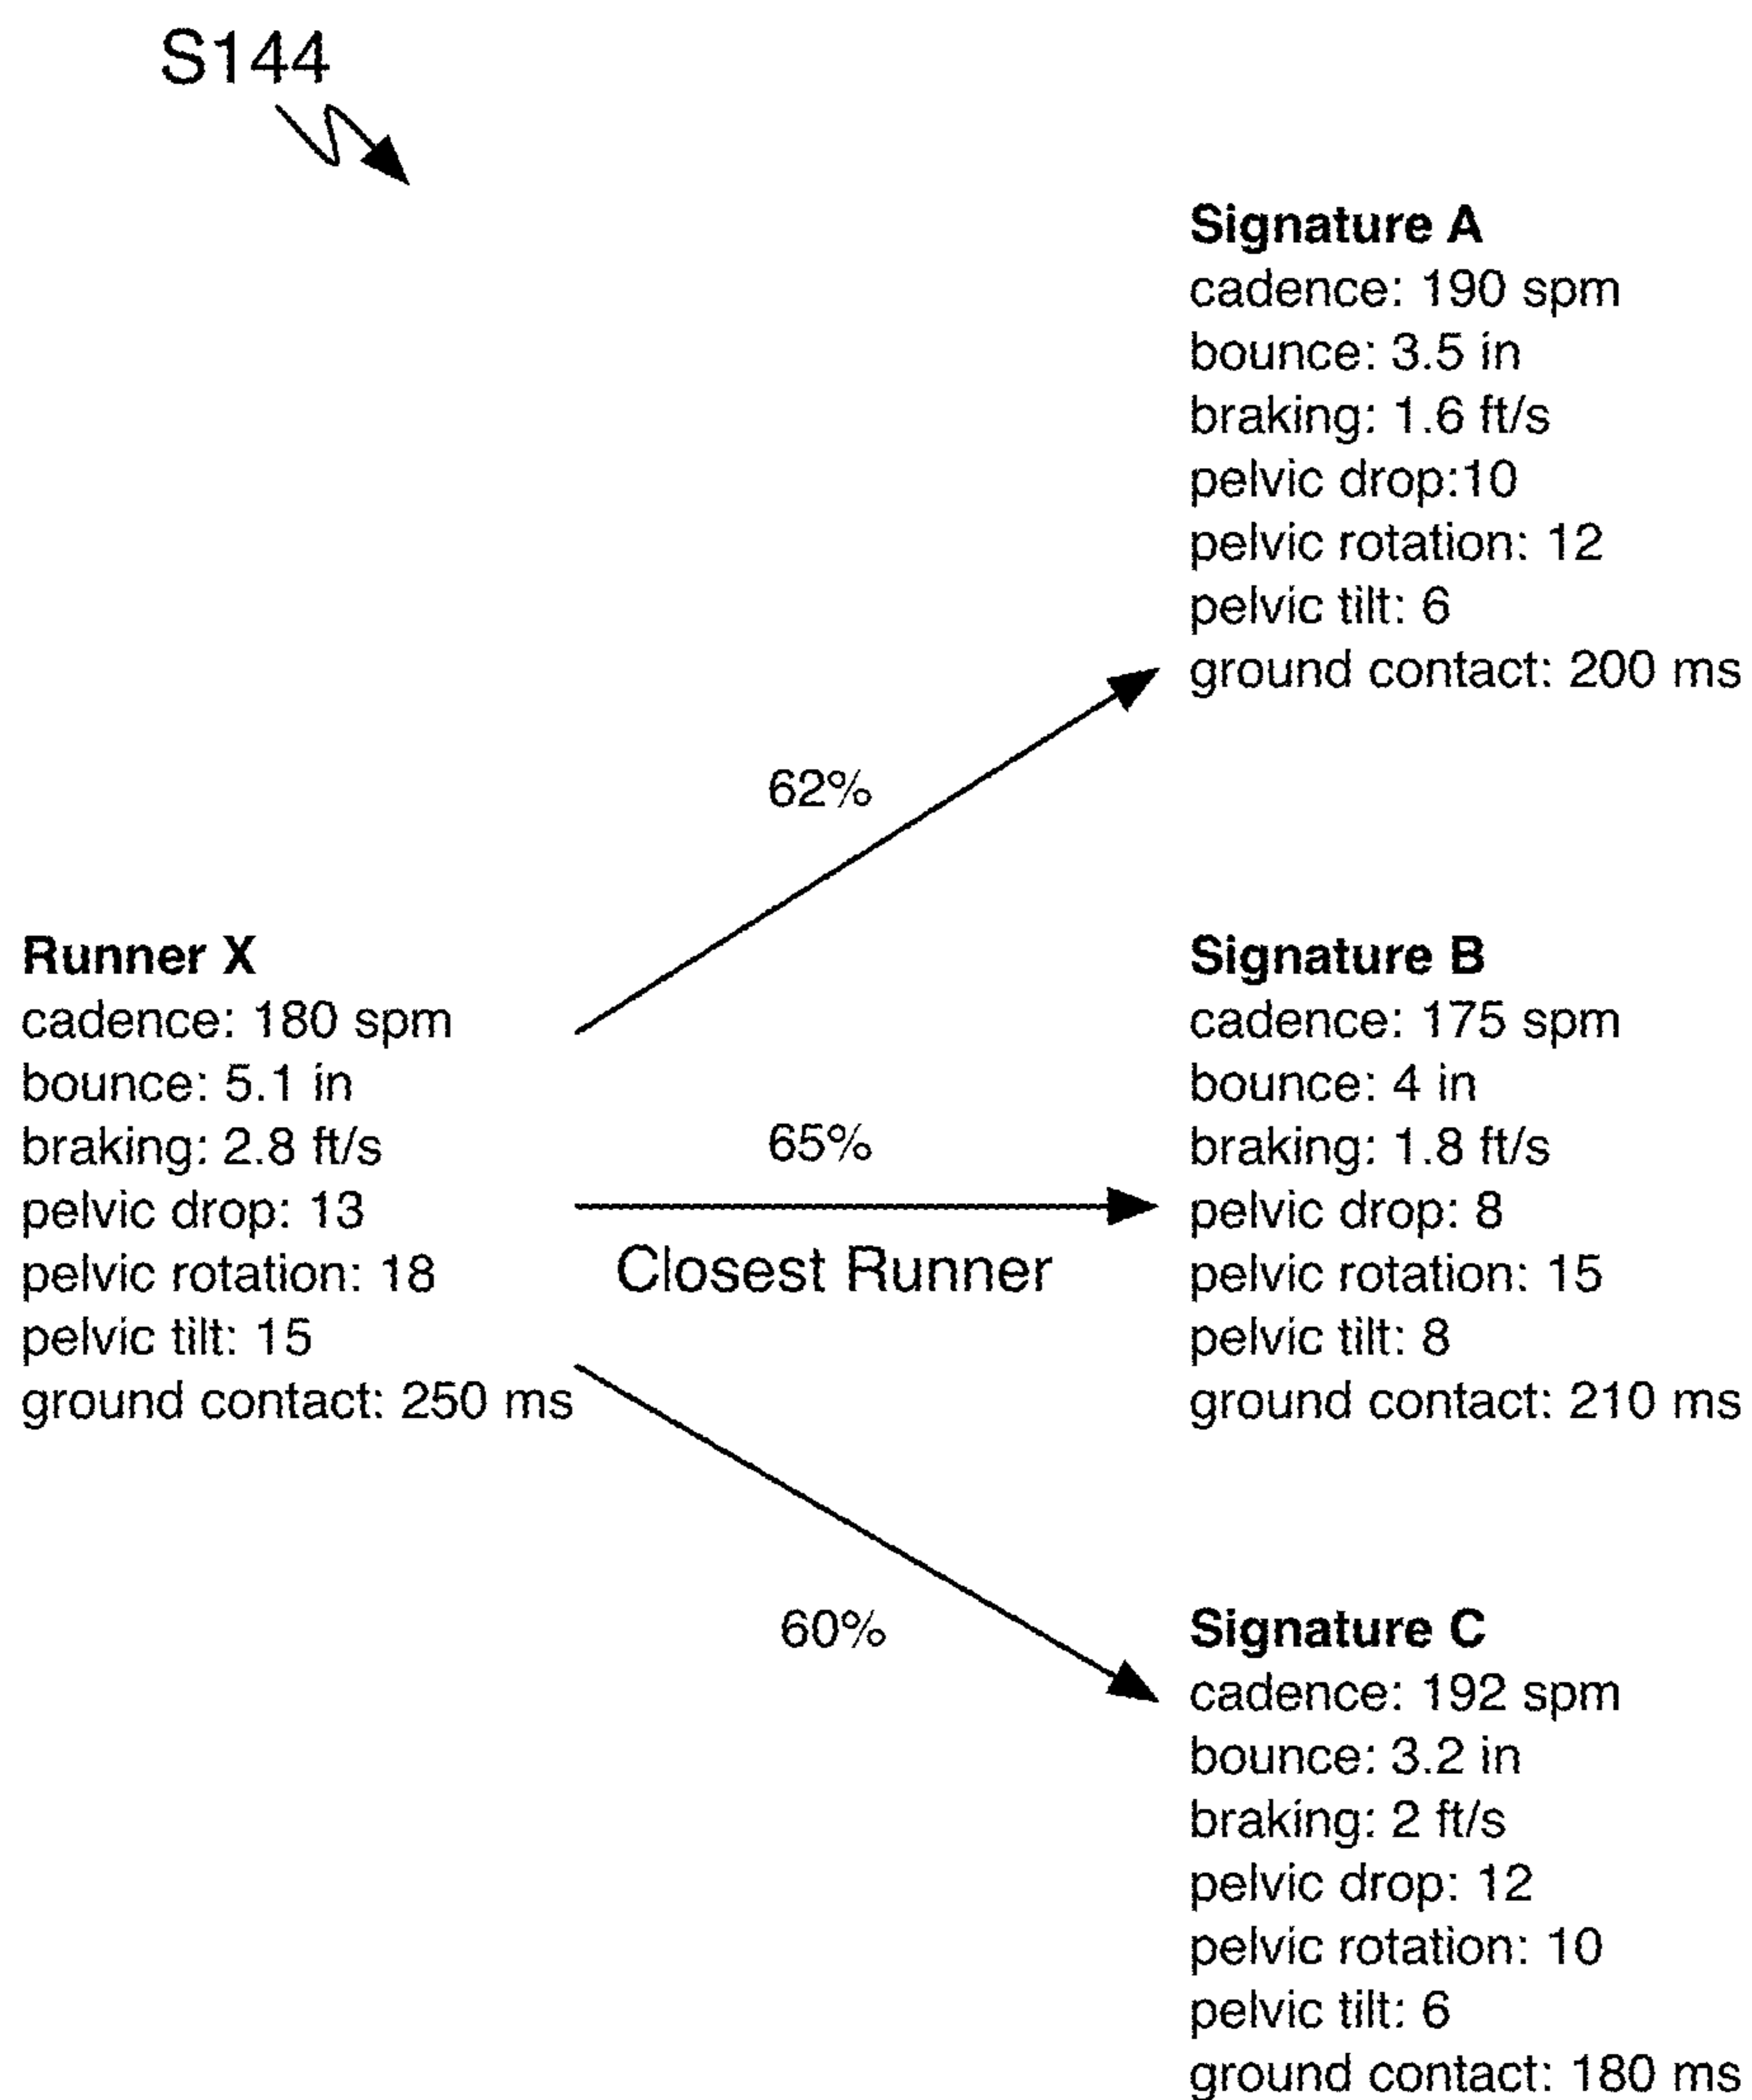 S144
Signature A
cadence: 190 spm
bounce: 3.5 in
braking: 1.6 ft/s
pelvic drop:10
pelvic rotation: 12
pelvic tilt: 6
ground contact: 200 ms
62%
Runner X
cadence: 180 spm
bounce: 5.1 in
braking: 2.8 ft/s
pelvic drop: 13
pelvic rotation: 18
pelvic tilt: 15
ground contact: 250 ms
65%
Closest Runner
Signature B
cadence: 175 spm
bounce: 4 in
braking: 1.8 ft/s
pelvic drop: 8
pelvic rotation: 15
pelvic tilt: 8
ground contact: 210 ms
60%
Signature C
cadence: 192 spm
bounce: 3.2 in
braking: 2 ft/s
pelvic drop: 12
pelvic rotation: 10
pelvic tilt: 6
ground contact: 180 ms